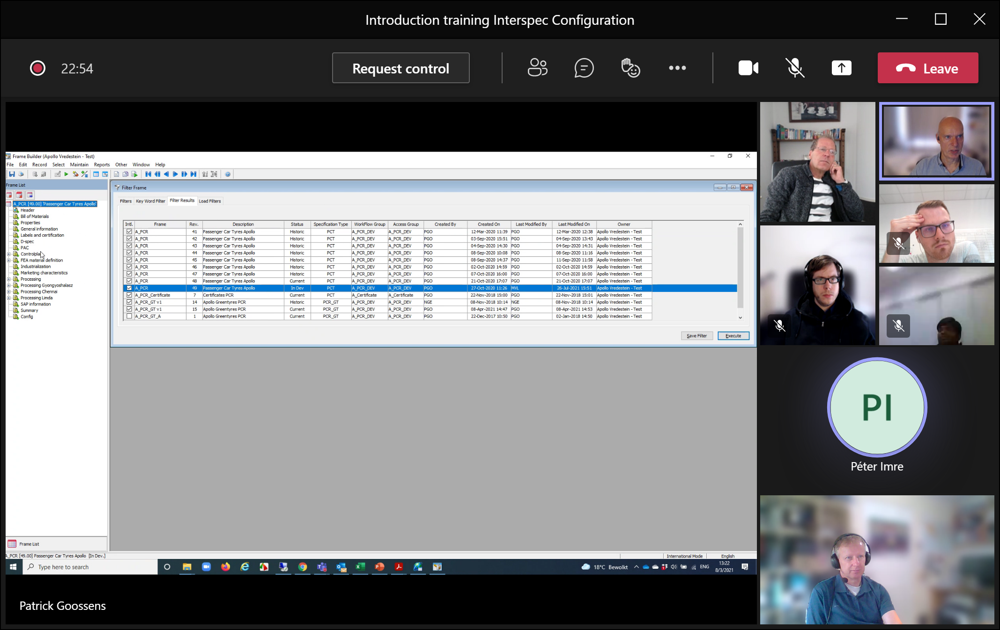 Introduction training Interspec Configuration
22:54
Request control
Leave
Frame Builder (Apollo Vredestein - Test)
File Edit Record Select Maintain Reports Other Window Help
Frame List
A_PCR [49.00] 'Passenger Car Tyres Apollo'
Header
Bill of Materials
Properties
General information
Labels and certification
D-spec
PAC
Controlplan
FEA material definition
Industrialization
Marketing characteristics
Processing
Processing Gyongyoshalasz
Processing Chennai
Processing Limda
SAP information
Summary
Config
Filter Frame
Filters Key Word Filter Filter Results Load Filters
Intl. Frame Rev. Description Status Specification Type WorkFlow Group Access Group Created By Created On Last Modified By Last Modified On Owner
A_PCR 41 Passenger Car Tyres Apollo Historic PCT A_PCR_DEV A_PCR_DEV PGO 12-Mar-2020 11:39 PGO 12-Mar-2020 12:38 Apollo Vredestein - Test
A_PCR 42 Passenger Car Tyres Apollo Historic PCT A_PCR_DEV A_PCR_DEV PGO 03-Sep-2020 15:51 PGO 04-Sep-2020 13:43 Apollo Vredestein - Test
A_PCR 43 Passenger Car Tyres Apollo Historic PCT A_PCR_DEV A_PCR_DEV PGO 04-Sep-2020 14:30 PGO 04-Sep-2020 14:31 Apollo Vredestein - Test
A_PCR 44 Passenger Car Tyres Apollo Historic PCT A_PCR_DEV A_PCR_DEV PGO 08-Sep-2020 10:08 PGO 08-Sep-2020 11:16 Apollo Vredestein - Test
A_PCR 45 Passenger Car Tyres Apollo Historic PCT A_PCR_DEV A_PCR_DEV PGO 08-Sep-2020 14:37 PGO 11-Sep-2020 11:58 Apollo Vredestein - Test
A_PCR 46 Passenger Car Tyres Apollo Historic PCT A_PCR_DEV A_PCR_DEV PGO 02-Oct-2020 14:59 PGO 02-Oct-2020 14:59 Apollo Vredestein - Test
A_PCR 47 Passenger Car Tyres Apollo Historic PCT A_PCR_DEV A_PCR_DEV PGO 07-Oct-2020 16:00 PGO 07-Oct-2020 16:00 Apollo Vredestein - Test
A_PCR 48 Passenger Car Tyres Apollo Current PCT A_PCR_DEV A_PCR_DEV PGO 21-Oct-2020 17:07 PGO 21-Oct-2020 17:07 Apollo Vredestein - Test
A_PCR 49 Passenger Car Tyres Apollo In Dev PCT A_PCR_DEV A_PCR_DEV PGO 27-Oct-2020 11:26 MVL 26-Jul-2021 15:51 Apollo Vredestein - Test
A_PCR_Certificate 7 Certificates PCR Current PCT A_Certificate A_Certificate PGO 22-Nov-2018 15:00 PGO 22-Nov-2018 15:01 Apollo Vredestein - Test
A_PCR_GT v1 14 Apollo Greentyres PCR Historic PCR_GT A_PCR_DEV A_PCR_DEV NGE 08-Nov-2018 10:14 NGE 08-Nov-2018 10:14 Apollo Vredestein - Test
A_PCR_GT v1 15 Apollo Greentyres PCR Current PCR_GT A_PCR_DEV A_PCR_DEV PGO 08-Apr-2021 14:47 PGO 08-Apr-2021 14:53 Apollo Vredestein - Test
A_PCR_GT_A 1 Apollo Greentyres PCR Current PCR_GT A_PCR_DEV A_PCR_DEV PGO 22-Dec-2017 10:50 PGO 02-Jan-2018 14:50 Apollo Vredestein - Test
Save Filter Execute
PI
Péter Imre
Frame List
A_PCR [49.00] Passenger Car Tyres Apollo [In Dev.] International Mode English
Type here to search 18°C Bewolkt ENG 13:22
8/3/2021
Patrick Goossens